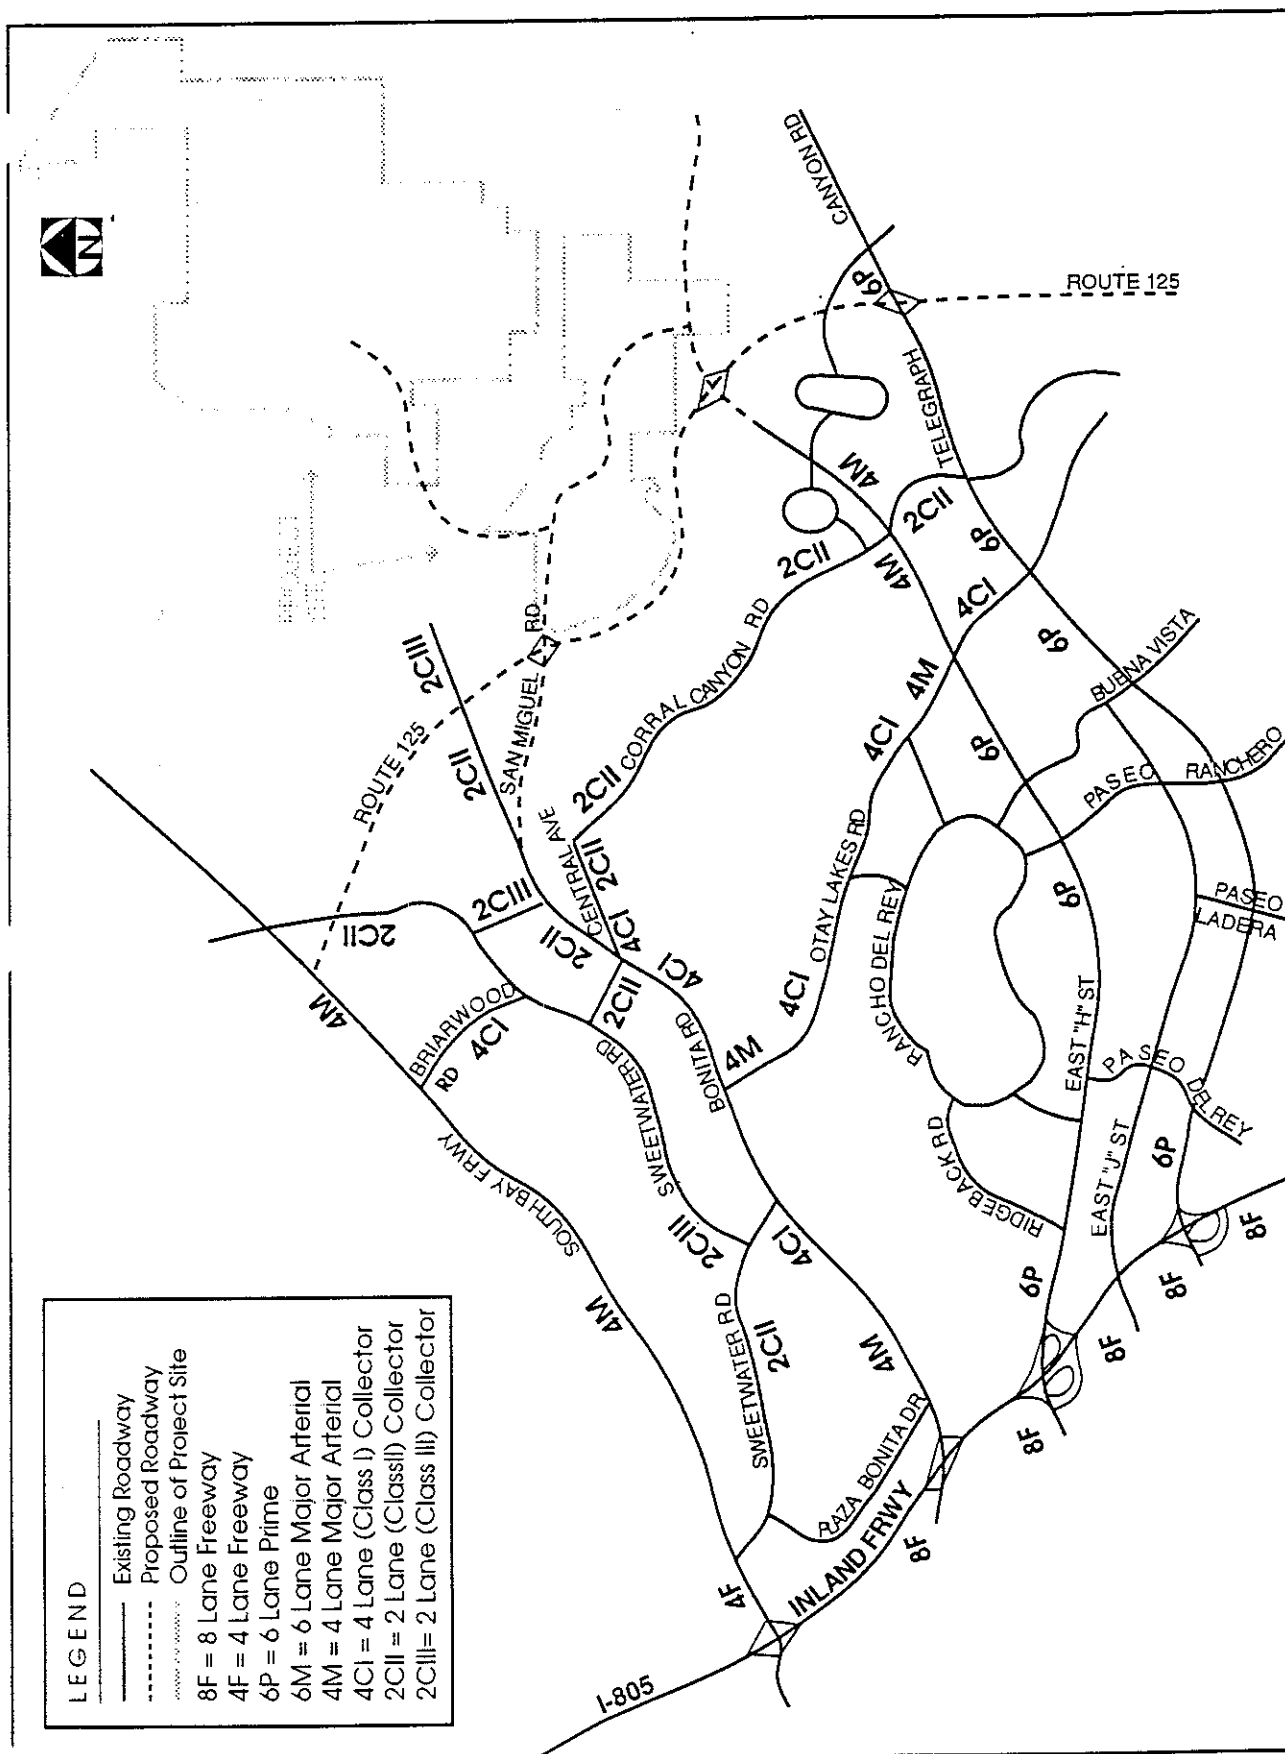 LEGEND
Existing Roadway
Proposed Roadway
Outline of Project Site
8F = 8 Lane Freeway
4F = 4 Lane Freeway
6P = 6 Lane Prime
6M = 6 Lane Major Arterial
4M = 4 Lane Major Arterial
4CI = 4 Lane (Class I) Collector
2CII = 2 Lane (ClassII) Collector
2CIII= 2 Lane (Class III) Collector
N
I-805
4F
INLAND FRWY
8F
8F
8F
8F
8F
SOUTH BAY FRWY
4M
4M
BRIARWOOD
RD
4CI
ROUTE 125
2CII
2CIII
2CII
2CII
2CIII
SAN MIGUEL RD
SWEETWATER RD
2CII
2CIII
SWEETWATER RD
2CII
CENTRAL AVE
4CI
2CII
2CII
CORRAL CANYON RD
2CII
BONITA RD
4CI
4CI
4M
RAZA BONITA DR
4M
4CI
OTAY LAKES RD
4CI
4M
4CI
RANCHO DEL REY
RIDGEBACK RD
6P
EAST "H" ST
6P
6P
4M
4M
2CII
EAST "J" ST
PASEO DEL REY
6P
PASEO
LADERA
PASEO RANCHERO
BUENA VISTA
6P
6P
TELEGRAPH
6P
CANYON RD
ROUTE 125